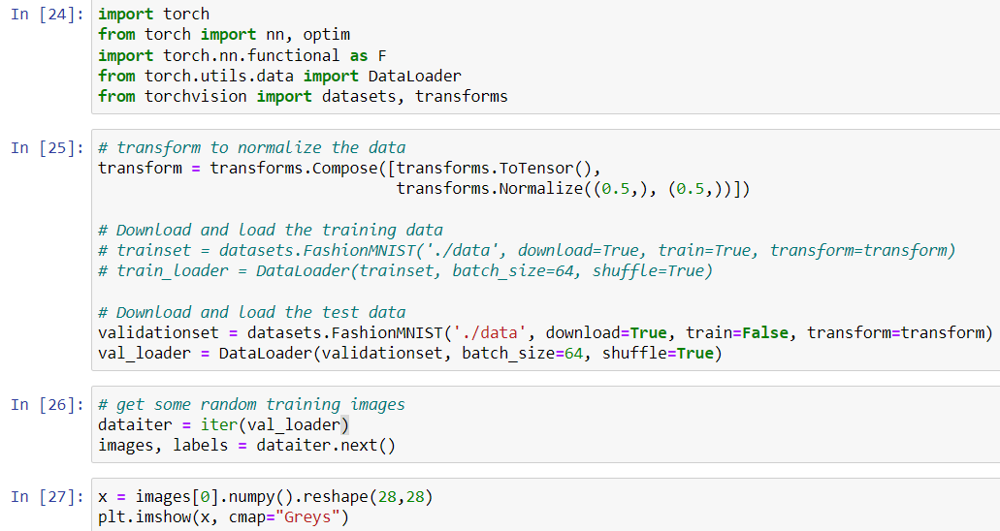 In [24]: import torch
from torch import nn, optim
import torch.nn.functional as F
from torch.utils.data import DataLoader
from torchvision import datasets, transforms
In [25]: # transform to normalize the data
transform = transforms.Compose([transforms.ToTensor(),
transforms.Normalize((0.5,), (0.5,))])
# Download and load the training data
# trainset = datasets.FashionMNIST('./data', download=True, train=True, transform=transform)
# train_loader = DataLoader(trainset, batch_size=64, shuffle=True)
# Download and load the test data
validationset = datasets.FashionMNIST('./data', download=True, train=False, transform=transform)
val_loader = DataLoader(validationset, batch_size=64, shuffle=True)
In [26]: # get some random training images
dataiter = iter(val_loader)
images, labels = dataiter.next()
In [27]: x = images[0].numpy().reshape(28,28)
plt.imshow(x, cmap="Greys")